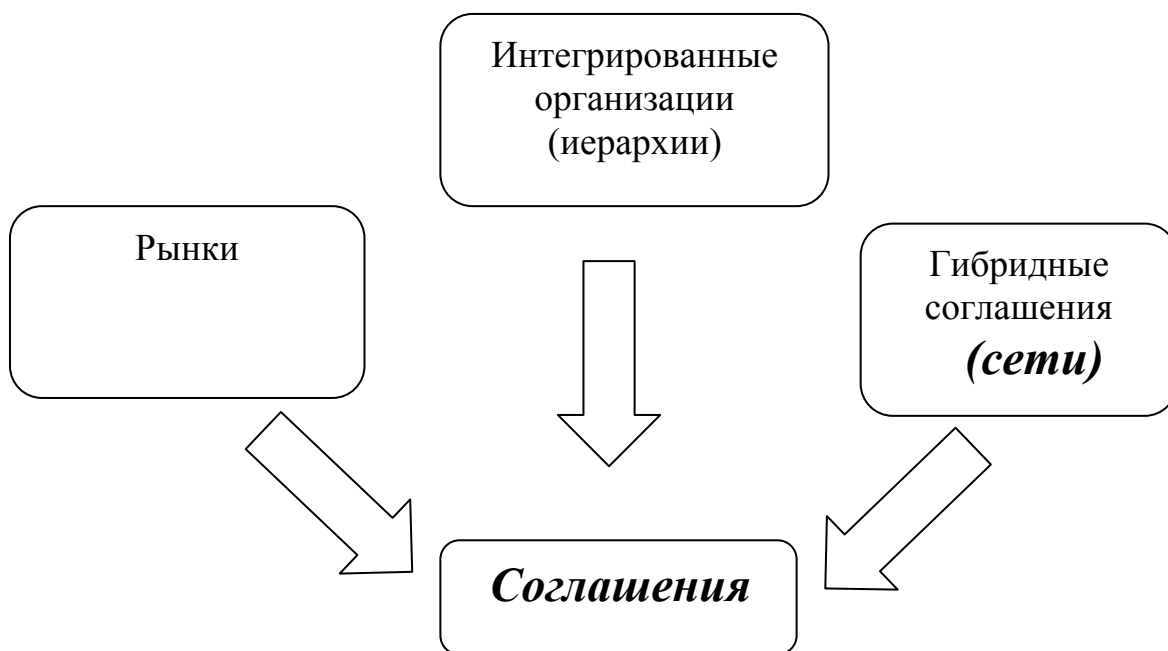 Интегрированные
организации
(иерархии)
Рынки
Гибридные
соглашения
(сети)
Соглашения